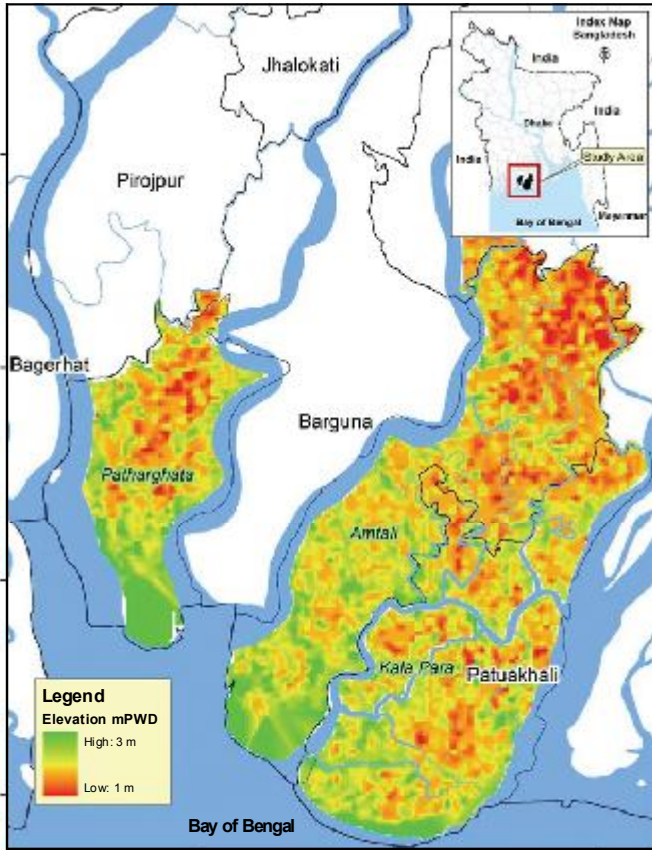 Index Map
Bangladesh
India
India
Dhaka
India
Study Area
Bay of Bengal
Myanmar
Jhalokati
Pirojpur
Bagerhat
Barguna
Patharghata
Amtali
Kala Para
Patuakhali
Legend
Elevation mPWD
High: 3 m
Low: 1 m
Bay of Bengal